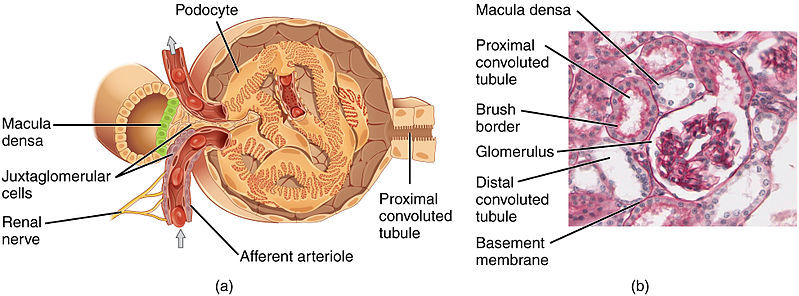 (a)
Podocyte
Macula
densa
Juxtaglomerular
cells
Renal
nerve
Afferent arteriole
Proximal
convoluted
tubule
(b)
Macula densa
Proximal
convoluted
tubule
Brush
border
Glomerulus
Distal
convoluted
tubule
Basement
membrane
(a)
(b)